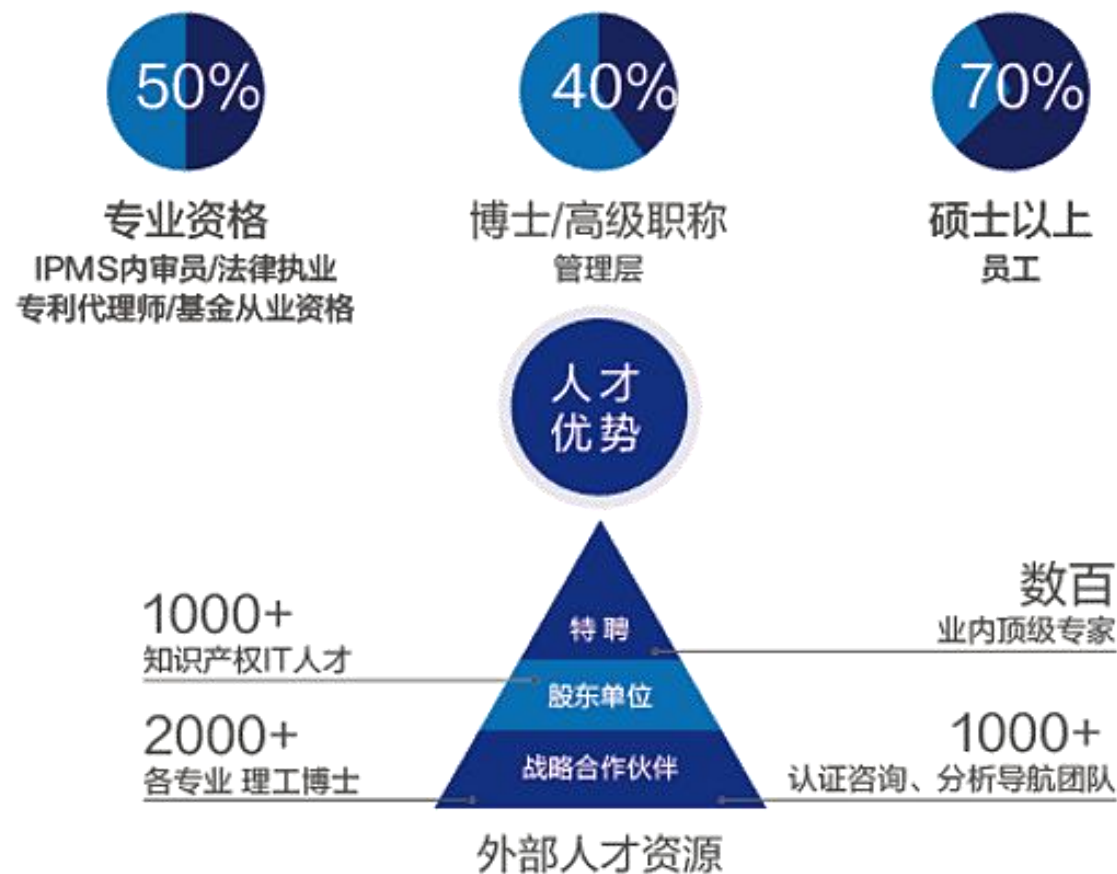 50%
40%
70%
专业资格
IPMS内审员/法律执业
专利代理师/基金从业资格
博士/高级职称
管理层
硕士以上
员工
人才
优势
1000+
知识产权IT人才
2000+
各专业 理工博士
特聘
股东单位
战略合作伙伴
数百
业内顶级专家
1000+
认证咨询、分析导航团队
外部人才资源